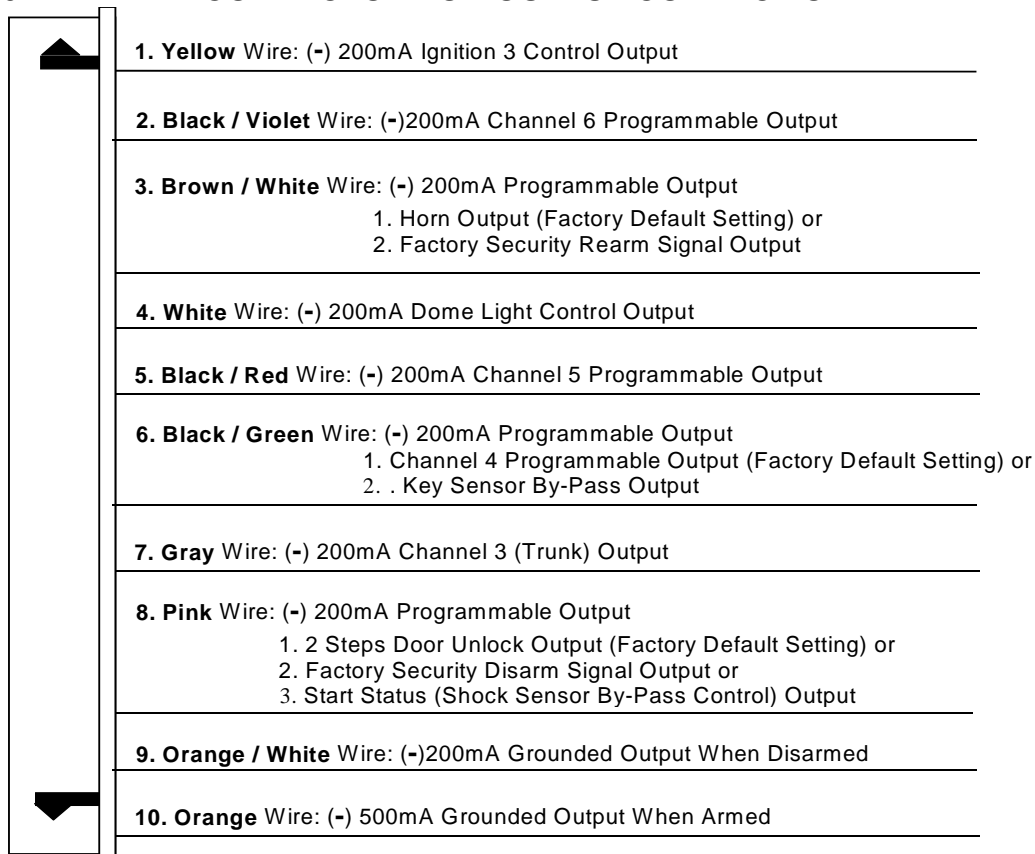 1. Yellow Wire: (-) 200mA Ignition 3 Control Output
2. Black / Violet Wire: (-)200mA Channel 6 Programmable Output
3. Brown / White Wire: (-) 200mA Programmable Output
1. Horn Output (Factory Default Setting) or
2. Factory Security Rearm Signal Output
4. White Wire: (-) 200mA Dome Light Control Output
5. Black / Red Wire: (-) 200mA Channel 5 Programmable Output
6. Black / Green Wire: (-) 200mA Programmable Output
1. Channel 4 Programmable Output (Factory Default Setting) or
2. . Key Sensor By-Pass Output
7. Gray Wire: (-) 200mA Channel 3 (Trunk) Output
8. Pink Wire: (-) 200mA Programmable Output
1. 2 Steps Door Unlock Output (Factory Default Setting) or
2. Factory Security Disarm Signal Output or
3. Start Status (Shock Sensor By-Pass Control) Output
9. Orange / White Wire: (-)200mA Grounded Output When Disarmed
10. Orange Wire: (-) 500mA Grounded Output When Armed